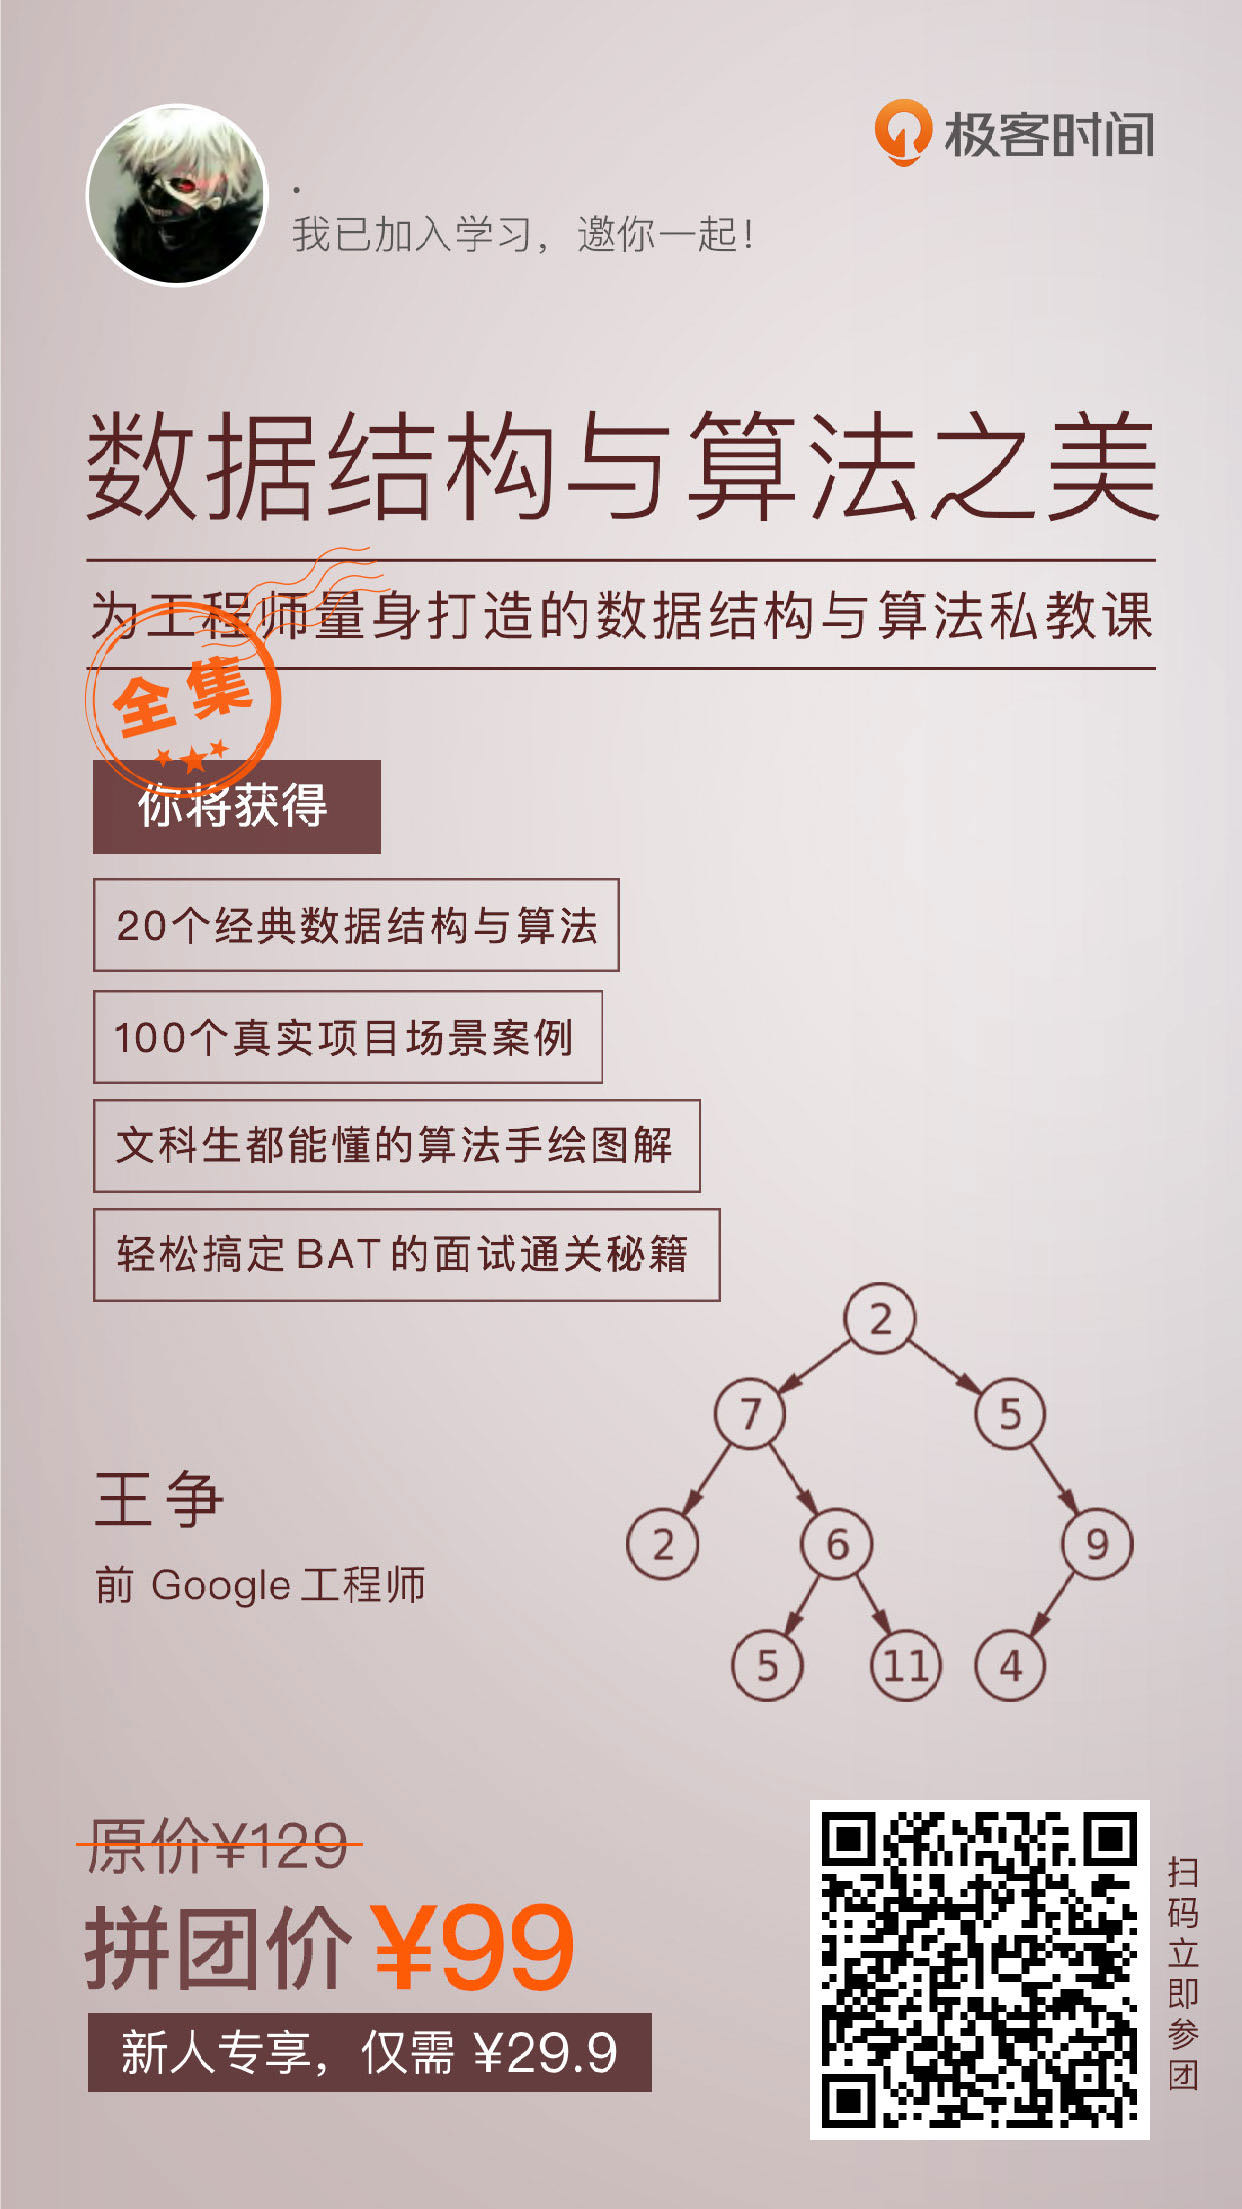 极客时间
.
我已加入学习，邀你一起！
数据结构与算法之美
为工程师量身打造的数据结构与算法私教课
全集
你将获得
20个经典数据结构与算法
100个真实项目场景案例
文科生都能懂的算法手绘图解
轻松搞定BAT的面试通关秘籍
2
7
5
2
6
9
5
11
4
王争
前 Google工程师
原价¥129
拼团价¥99
新人专享，仅需 ¥29.9
扫码立即参团